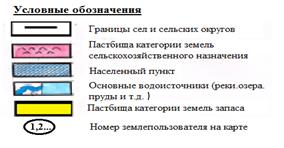 Условные обозначения
Границы сел и сельских округов
Пастбища категории земель
сельскохозяйственного назначения
Населенный пункт
Основные водоисточники (реки.озера.
пруды и т.д. )
Пастбища категории земель запаса
1,2... Номер землепользователя на карте